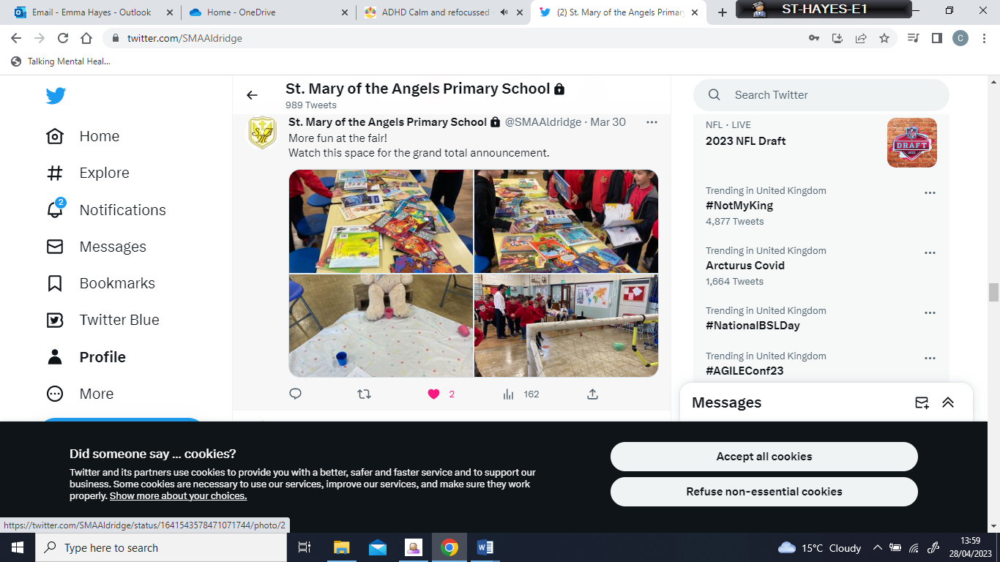 Email - Emma Hayes - Outlook
Home - OneDrive
ADHD Calm and refocussed
(2) St. Mary of the Angels Primary
ST-HAYES-E1
twitter.com/SMAAldridge
C
Talking Mental Heal...
St. Mary of the Angels Primary School
989 Tweets
Search Twitter
Home
Explore
2
Notifications
Messages
Bookmarks
Twitter Blue
Profile
More
SMA
St. Mary of the Angels Primary School @SMAAldridge · Mar 30
More fun at the fair!
Watch this space for the grand total announcement.
2
162
NFL · LIVE
2023 NFL Draft
NFL
DRAFT
2023
Trending in United Kingdom
#NotMyKing
4,877 Tweets
Trending in United Kingdom
Arcturus Covid
1,664 Tweets
Trending in United Kingdom
#NationalBSLDay
Trending in United Kingdom
#AGILEConf23
Messages
Did someone say … cookies?
Twitter and its partners use cookies to provide you with a better, safer and faster service and to support our
business. Some cookies are necessary to use our services, improve our services, and make sure they work
properly. Show more about your choices.
Accept all cookies
Refuse non-essential cookies
https://twitter.com/SMAAldridge/status/1641543578471071744/photo/2
Type here to search
15°C Cloudy
13:59
28/04/2023